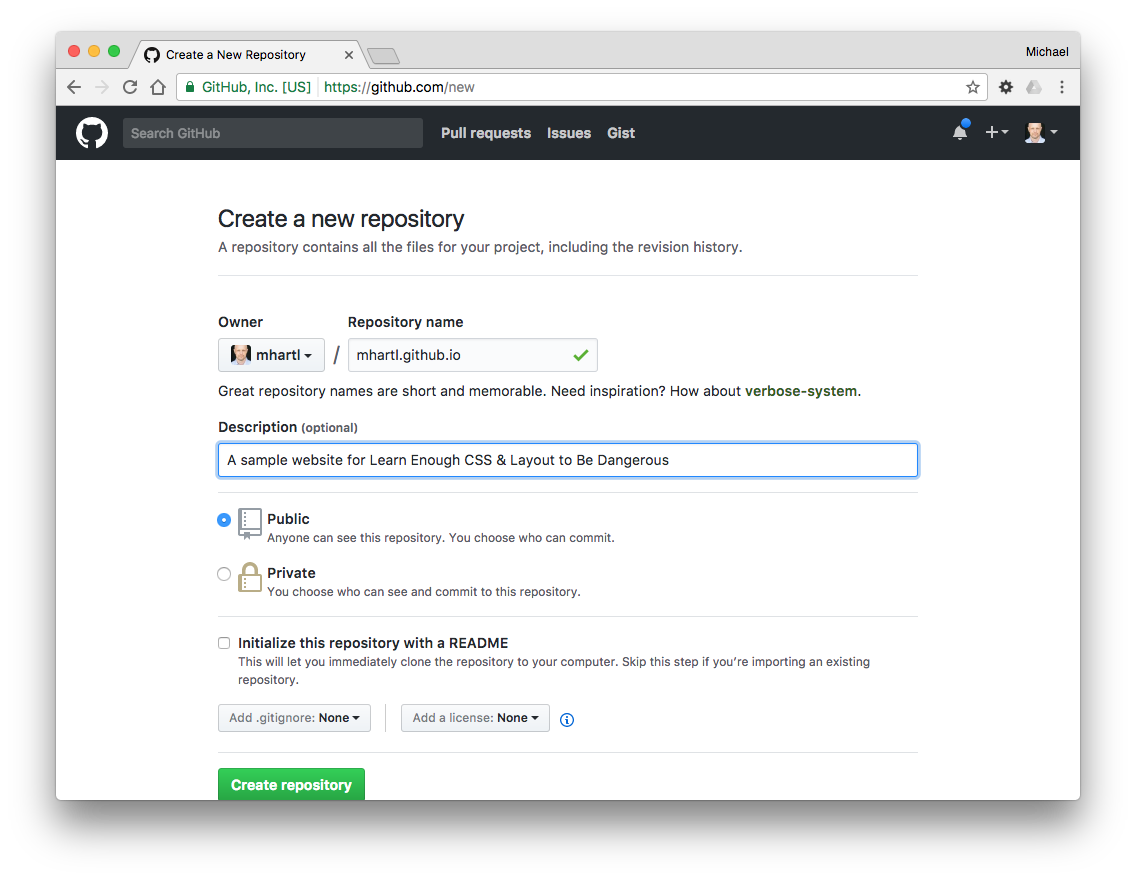 Create a New Repository
Michael
GitHub, Inc. [US]
https://github.com/new
Search GitHub
Pull requests
Issues
Gist
Create a new repository
A repository contains all the files for your project, including the revision history.
Owner
Repository name
mhartl
/
mhartl.github.io
Great repository names are short and memorable. Need inspiration? How about verbose-system.
Description (optional)
A sample website for Learn Enough CSS & Layout to Be Dangerous
Public
Anyone can see this repository. You choose who can commit.
Private
You choose who can see and commit to this repository.
Initialize this repository with a README
This will let you immediately clone the repository to your computer. Skip this step if you’re importing an existing
repository.
Add .gitignore: None
Add a license: None
Create repository